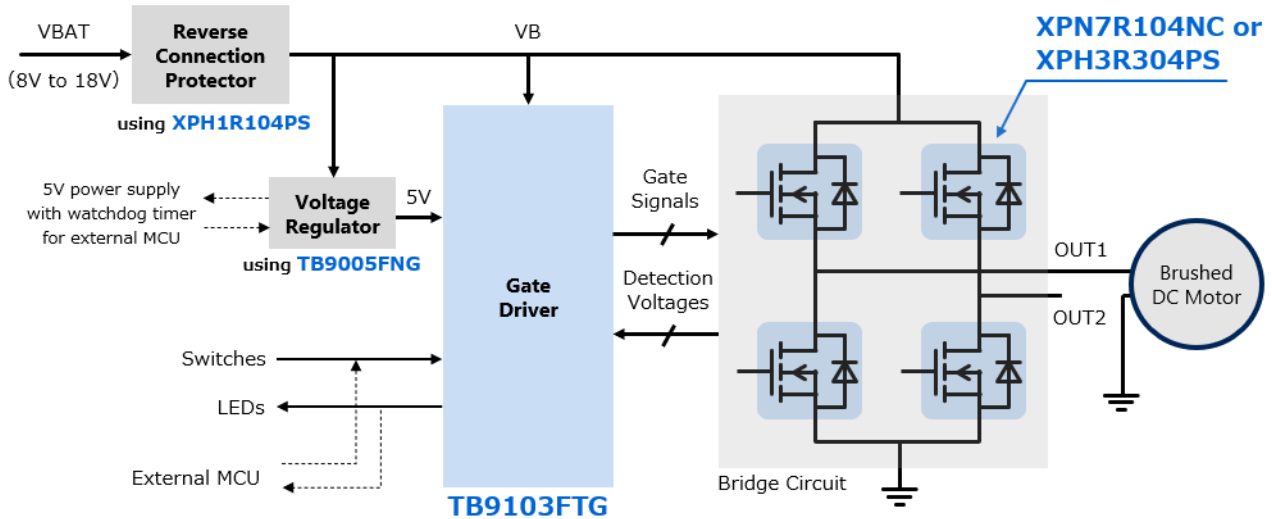 VBAT
(8V to 18V)
Reverse
Connection
Protector
using XPH1R104PS
VB
XPN7R104NC or
XPH3R304PS
5V power supply
with watchdog timer
for external MCU
Voltage
Regulator
using TB9005FNG
5V
Gate
Driver
TB9103FTG
Gate
Signals
Detection
Voltages
Switches
LEDs
External MCU
Bridge Circuit
OUT1
OUT2
Brushed
DC Motor